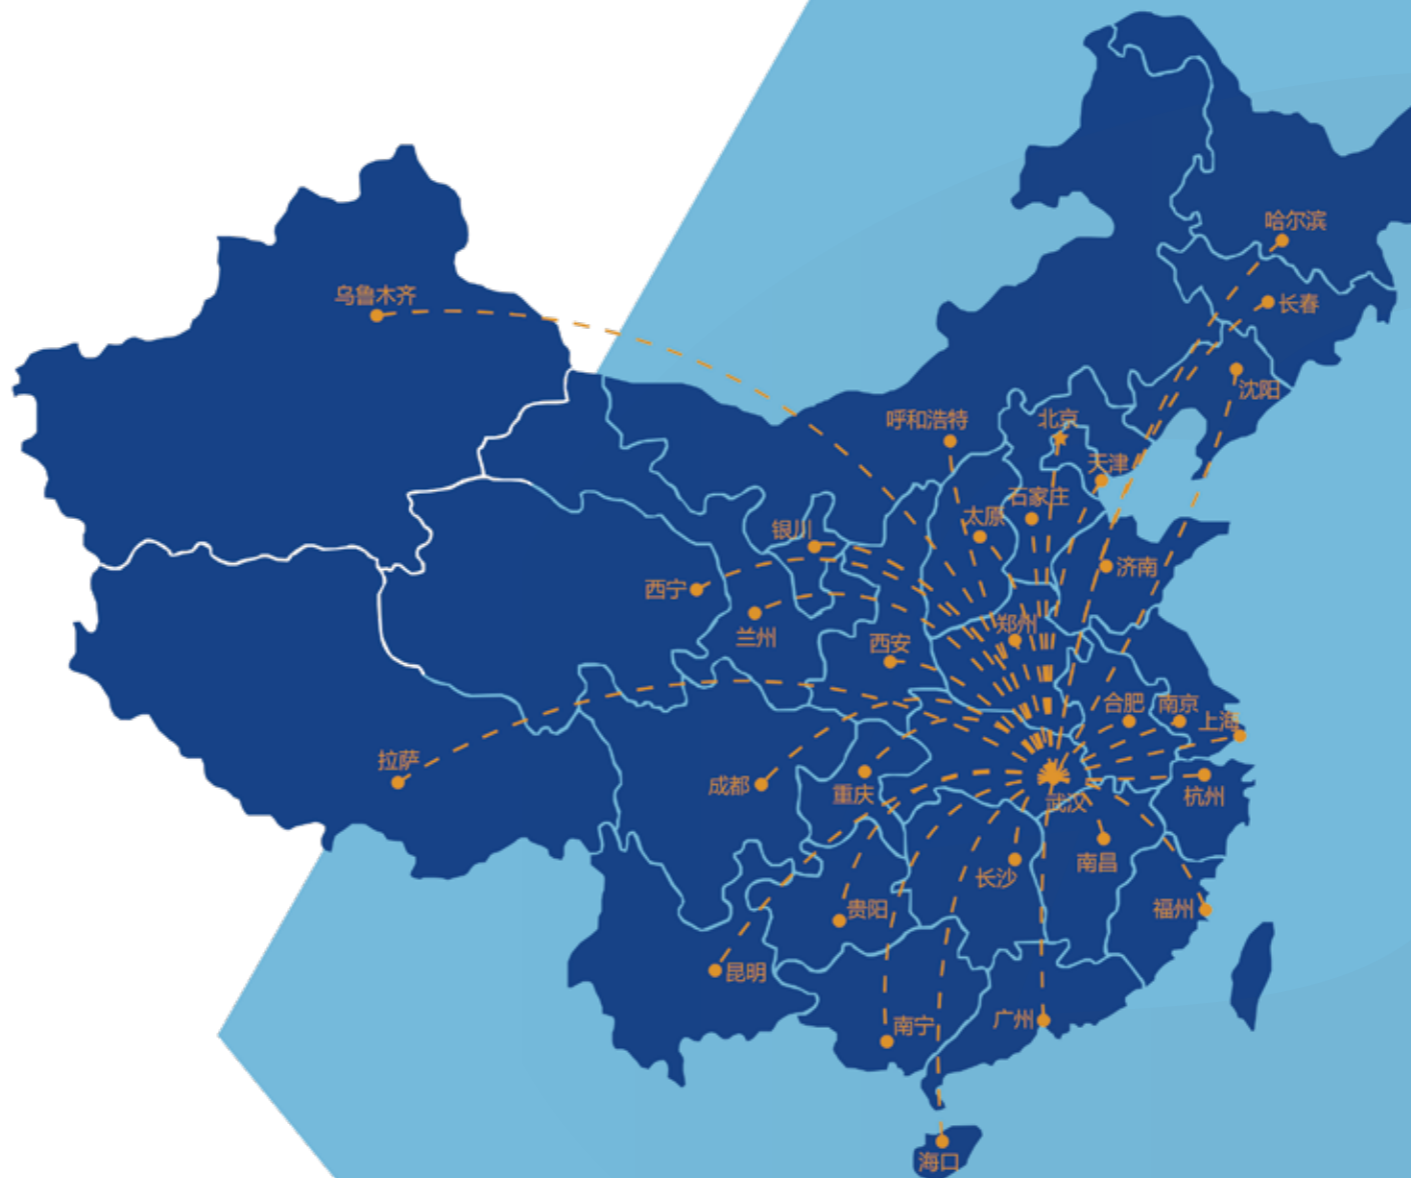 哈尔滨
乌鲁木齐
长春
沈阳
呼和浩特
北京
天津
石家庄
太原
银川
济南
西宁
郑州
兰州
西安
合肥
南京
上海
拉萨
成都
重庆
武汉
杭州
南昌
长沙
贵阳
福州
昆明
广州
南宁
海口